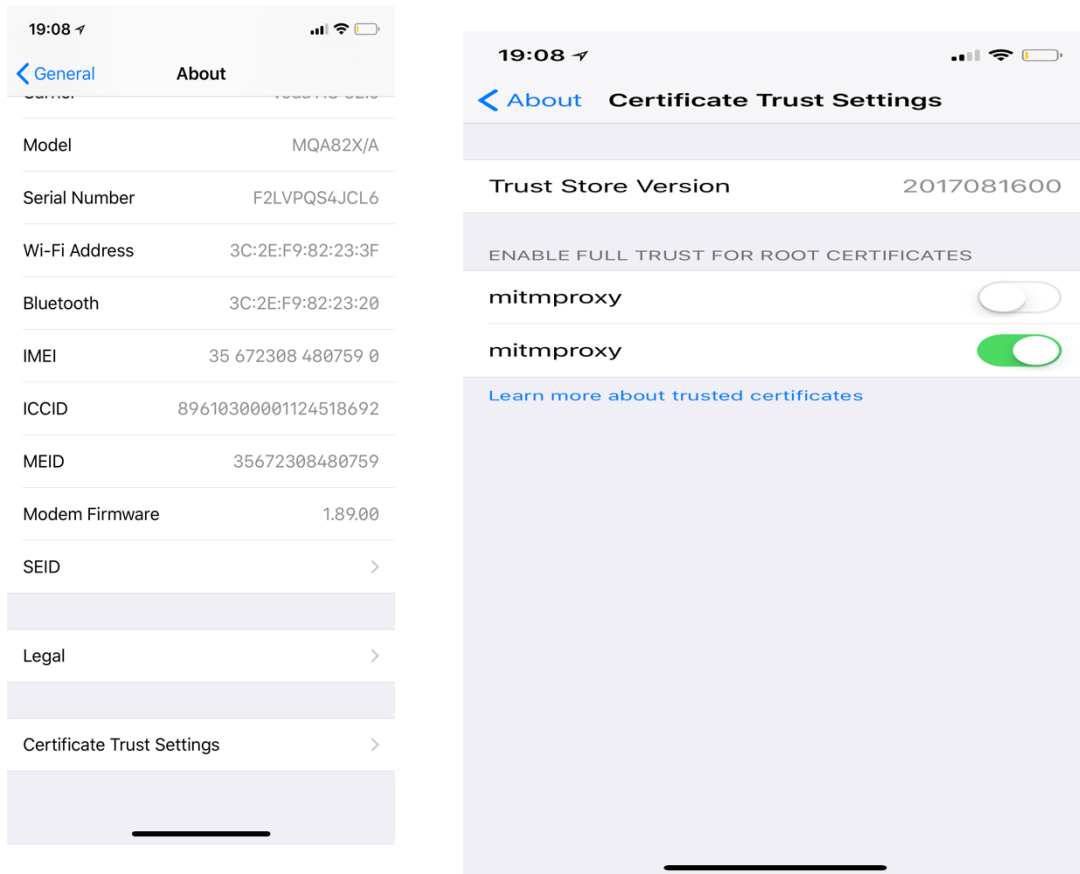 19:08
General
About
Model MQA82X/A
Serial Number F2LVPQS4JCL6
Wi-Fi Address 3C:2E:F9:82:23:3F
Bluetooth 3C:2E:F9:82:23:20
IMEI 35 672308 480759 0
ICCID 89610300001124518692
MEID 35672308480759
Modem Firmware 1.89.00
SEID
Legal
Certificate Trust Settings
19:08
About Certificate Trust Settings
Trust Store Version 2017081600
ENABLE FULL TRUST FOR ROOT CERTIFICATES
mitmproxy
mitmproxy
Learn more about trusted certificates